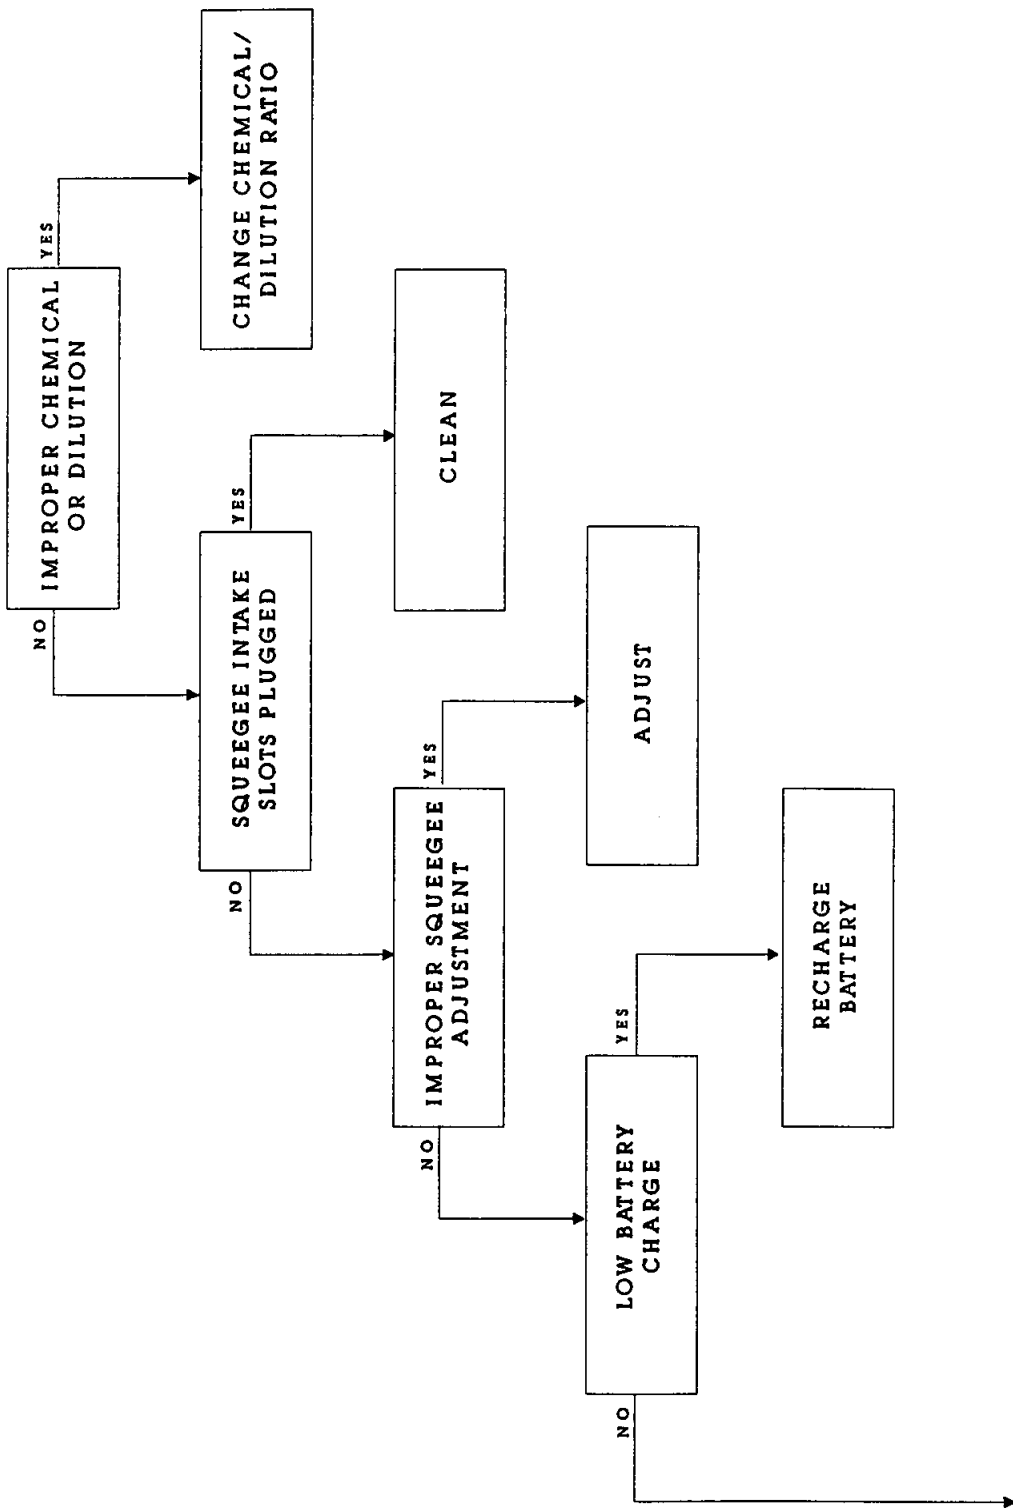 IMPROPER CHEMICAL
OR DILUTION
NO
YES
SQUEEGEE INTAKE
SLOTS PLUGGED
CHANGE CHEMICAL/
DILUTION RATIO
NO
YES
IMPROPER SQUEEGEE
ADJUSTMENT
CLEAN
NO
YES
LOW BATTERY
CHARGE
ADJUST
NO
YES
RECHARGE
BATTERY